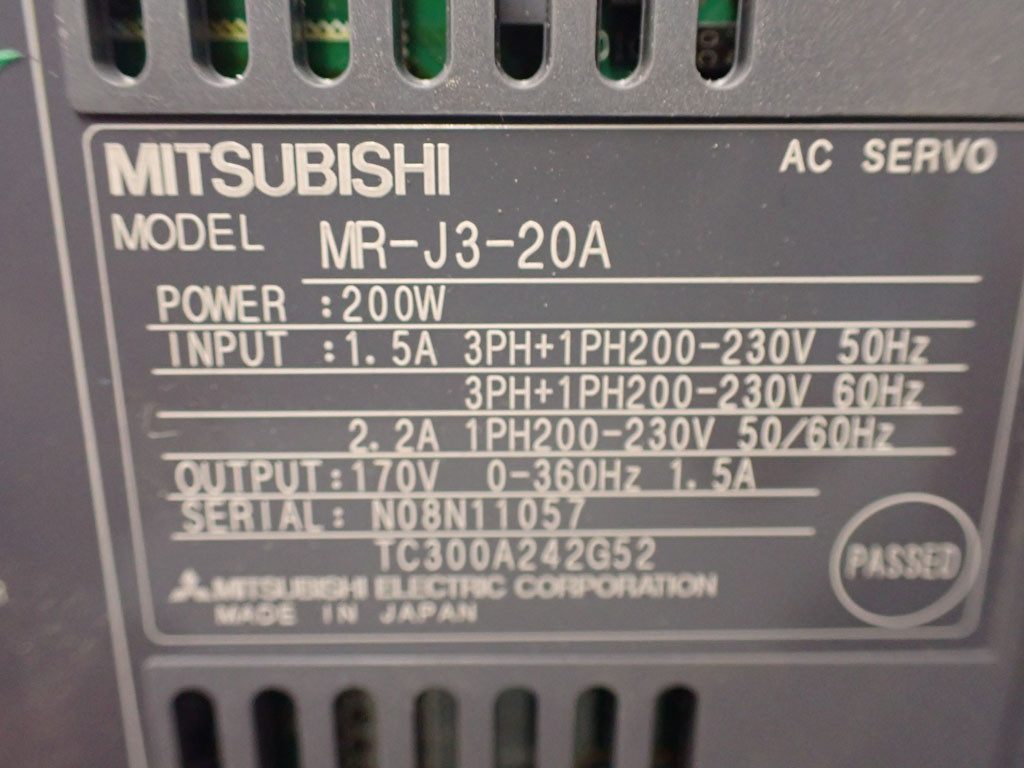 MITSUBISHI
AC SERVO
MODEL MR-J3-20A
POWER :200W
INPUT :1.5A 3PH+1PH200-230V 50Hz
3PH+1PH200-230V 60Hz
2.2A 1PH200-230V 50/60Hz
OUTPUT:170V 0-360Hz 1.5A
SERIAL: N08N11057
TC300A242G52
PASSED
MITSUBISHI ELECTRIC CORPORATION
MADE IN JAPAN